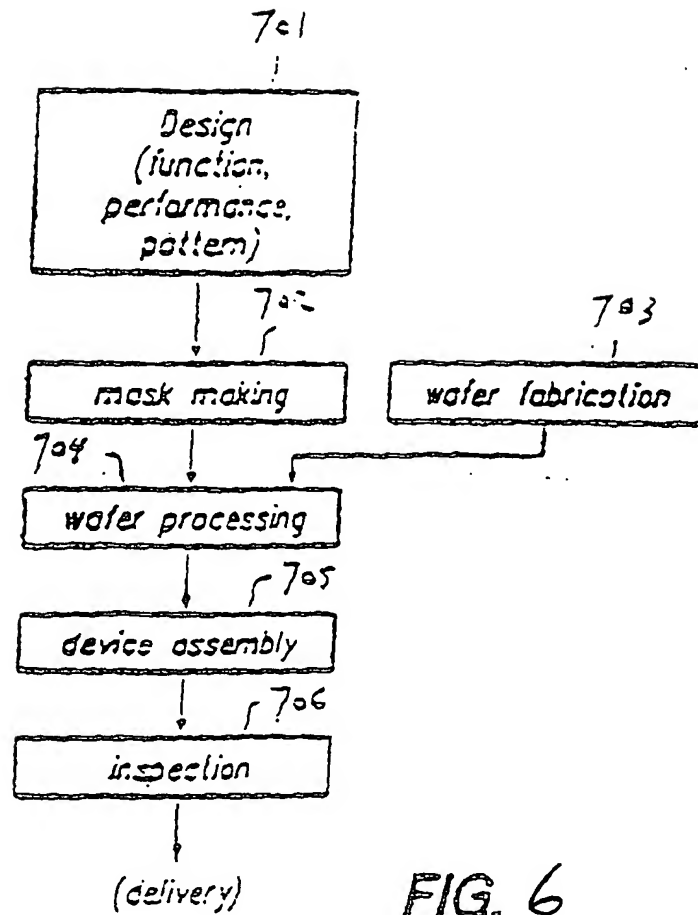 701
Design
(function,
performance,
pattern)
702
703
mask making
wafer fabrication
704
wafer processing
705
device assembly
706
inspection
(delivery)
FIG. 6